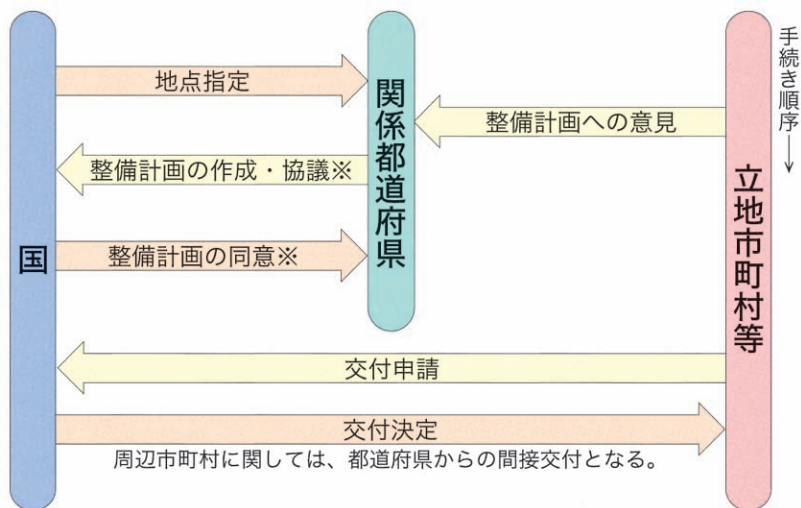 国
関係都道府県
立地市町村等
手続き順序→
地点指定
整備計画への意見
整備計画の作成・協議※
整備計画の同意※
交付申請
交付決定
周辺市町村に関しては、都道府県からの間接交付となる。